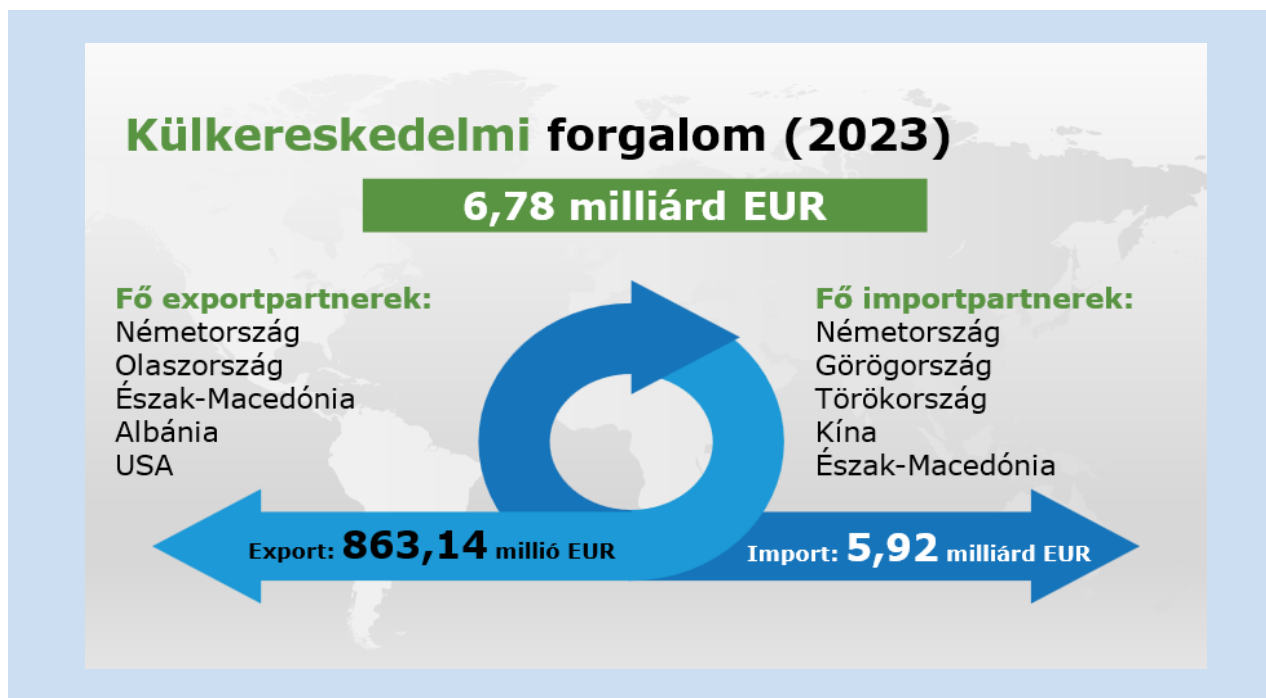 Külkereskedelmi forgalom (2023)
6,78 milliárd EUR
Fő exportpartnerek:
Németország
Olaszország
Észak-Macedónia
Albánia
USA
Fő importpartnerek:
Németország
Görögország
Törökország
Kína
Észak-Macedónia
Export: 863,14 millió EUR
Import: 5,92 milliárd EUR